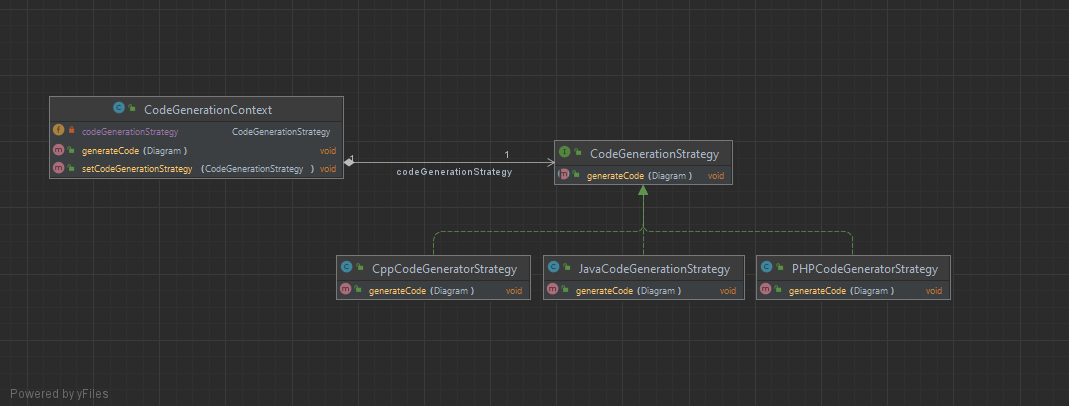 CodeGenerationContext
codeGenerationStrategy CodeGenerationStrategy
generateCode (Diagram ) void
setCodeGenerationStrategy (CodeGenerationStrategy ) void
1 1
codeGenerationStrategy
CodeGenerationStrategy
generateCode (Diagram ) void
CppCodeGeneratorStrategy
generateCode (Diagram ) void
JavaCodeGenerationStrategy
generateCode (Diagram ) void
PHPCodeGeneratorStrategy
generateCode (Diagram ) void
Powered by yFiles